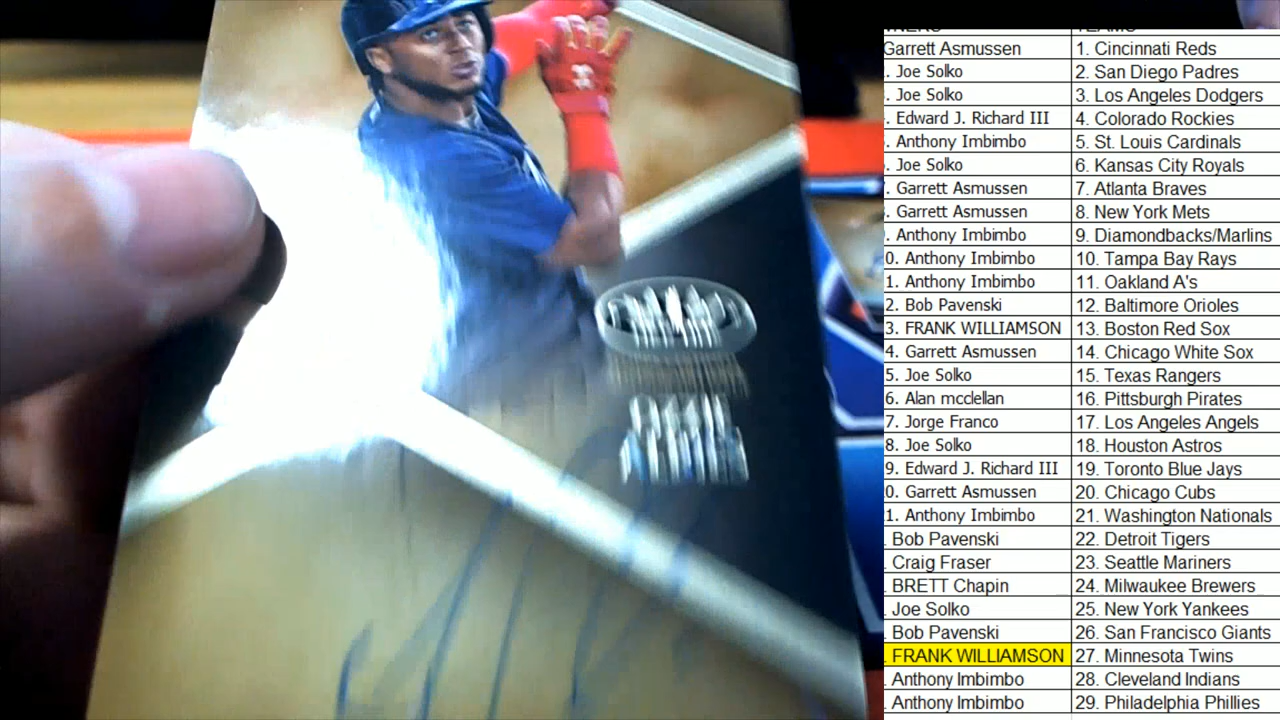 Garrett Asmussen 1. Cincinnati Reds
. Joe Solko 2. San Diego Padres
. Joe Solko 3. Los Angeles Dodgers
. Edward J. Richard III 4. Colorado Rockies
. Anthony Imbimbo 5. St. Louis Cardinals
. Joe Solko 6. Kansas City Royals
. Garrett Asmussen 7. Atlanta Braves
. Garrett Asmussen 8. New York Mets
. Anthony Imbimbo 9. Diamondbacks/Marlins
0. Anthony Imbimbo 10. Tampa Bay Rays
1. Anthony Imbimbo 11. Oakland A's
2. Bob Pavenski 12. Baltimore Orioles
3. FRANK WILLIAMSON 13. Boston Red Sox
4. Garrett Asmussen 14. Chicago White Sox
5. Joe Solko 15. Texas Rangers
6. Alan mcclellan 16. Pittsburgh Pirates
7. Jorge Franco 17. Los Angeles Angels
8. Joe Solko 18. Houston Astros
9. Edward J. Richard III 19. Toronto Blue Jays
0. Garrett Asmussen 20. Chicago Cubs
1. Anthony Imbimbo 21. Washington Nationals
Bob Pavenski 22. Detroit Tigers
Craig Fraser 23. Seattle Mariners
BRETT Chapin 24. Milwaukee Brewers
Joe Solko 25. New York Yankees
Bob Pavenski 26. San Francisco Giants
. FRANK WILLIAMSON 27. Minnesota Twins
Anthony Imbimbo 28. Cleveland Indians
Anthony Imbimbo 29. Philadelphia Phillies